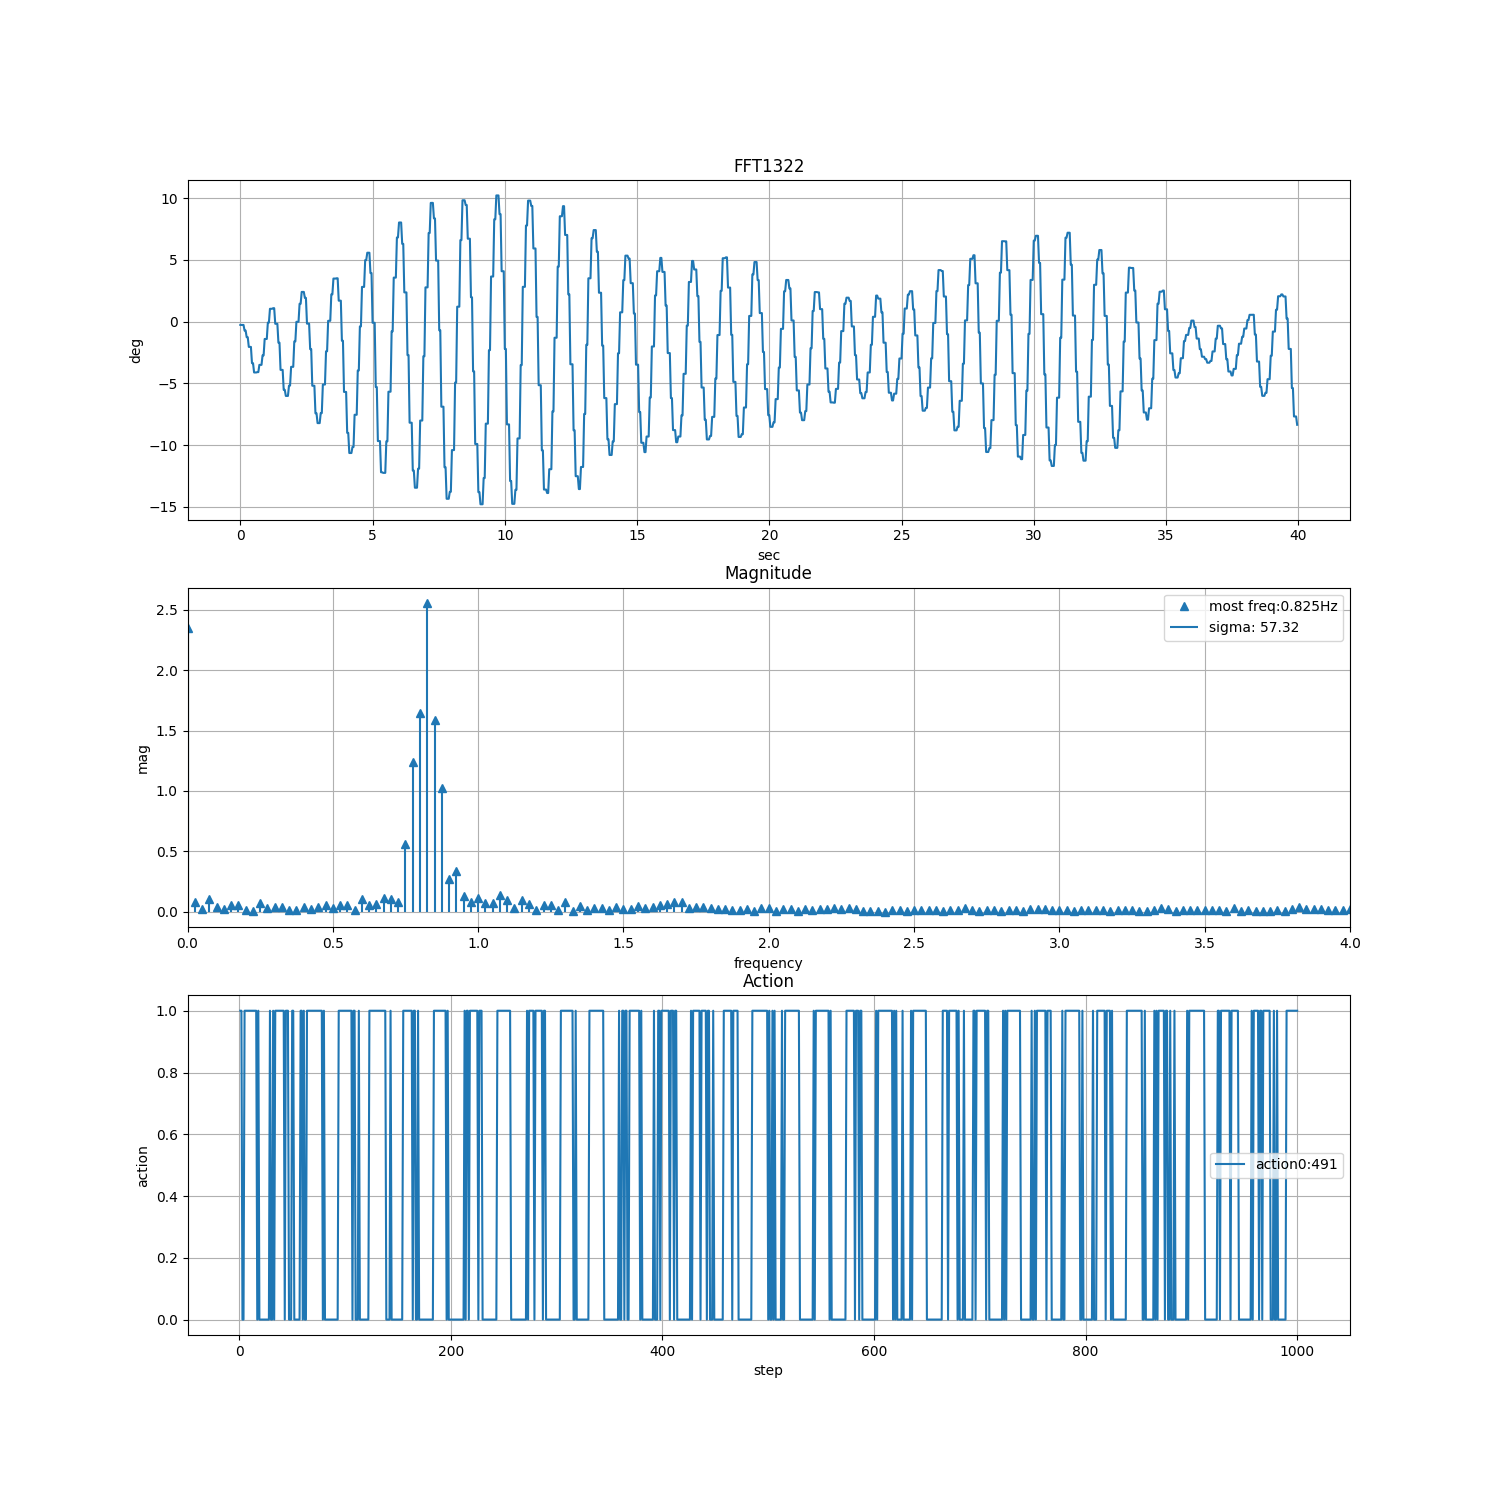 FFT1322
10
5
0
−5
−10
−15
deg
0 5 10 15 20 25 30 35 40
sec
Magnitude
most freq:0.825Hz
sigma: 57.32
2.5
2.0
1.5
1.0
0.5
0.0
mag
0.0 0.5 1.0 1.5 2.0 2.5 3.0 3.5 4.0
frequency
Action
1.0
0.8
0.6
0.4
0.2
0.0
action
action0:491
0 200 400 600 800 1000
step